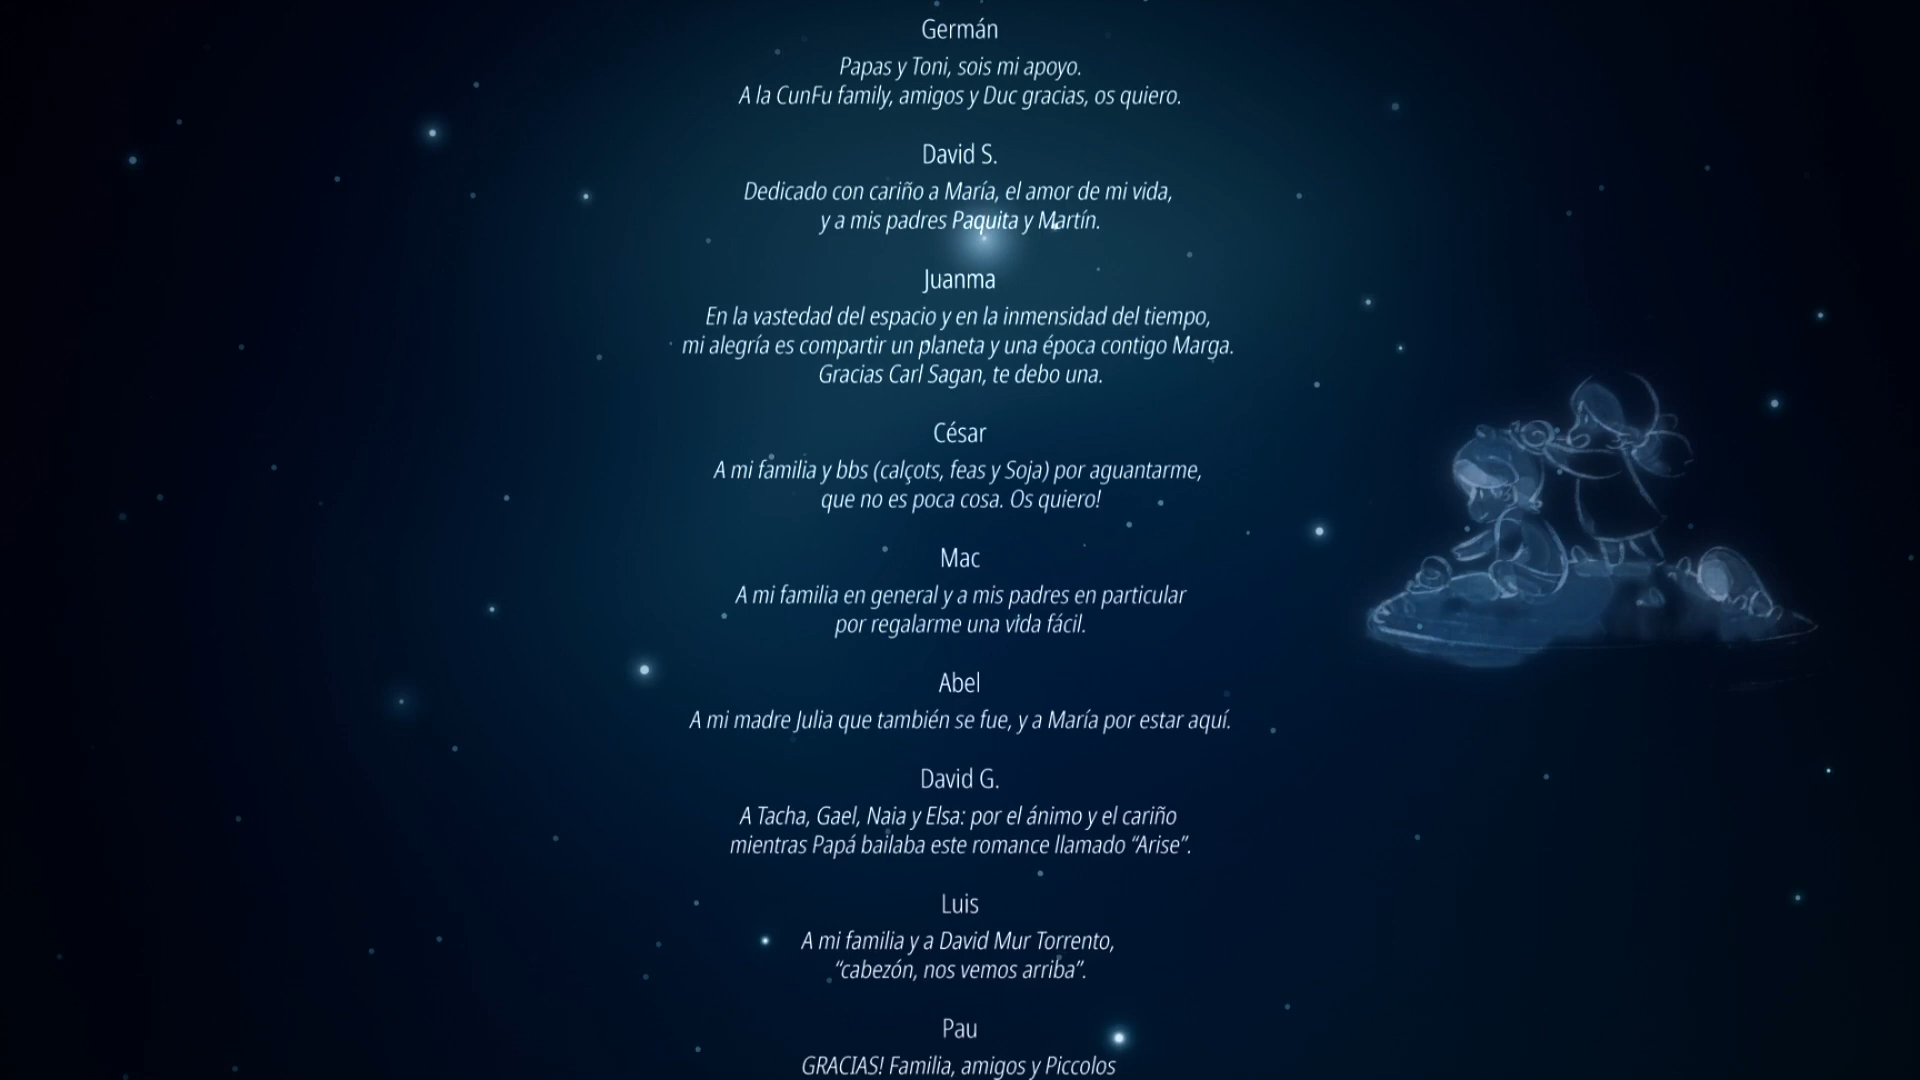 Germán
Papas y Toni, sois mi apoyo.
A la CunFu family, amigos y Duc gracias, os quiero.
David S.
Dedicado con cariño a María, el amor de mi vida,
y a mis padres Paquita y Martín.
Juanma
En la vastedad del espacio y en la inmensidad del tiempo,
mi alegría es compartir un planeta y una época contigo Marga.
Gracias Carl Sagan, te debo una.
César
A mi familia y bbs (calçots, feas y Soja) por aguantarme,
que no es poca cosa. Os quiero!
Mac
A mi familia en general y a mis padres en particular
por regalarme una vida fácil.
Abel
A mi madre Julia que también se fue, y a María por estar aquí.
David G.
A Tacha, Gael, Naia y Elsa: por el ánimo y el cariño
mientras Papá bailaba este romance llamado “Arise”.
Luis
A mi familia y a David Mur Torrento,
“cabezón, nos vemos arriba”.
Pau
GRACIAS! Familia, amigos y Piccolos